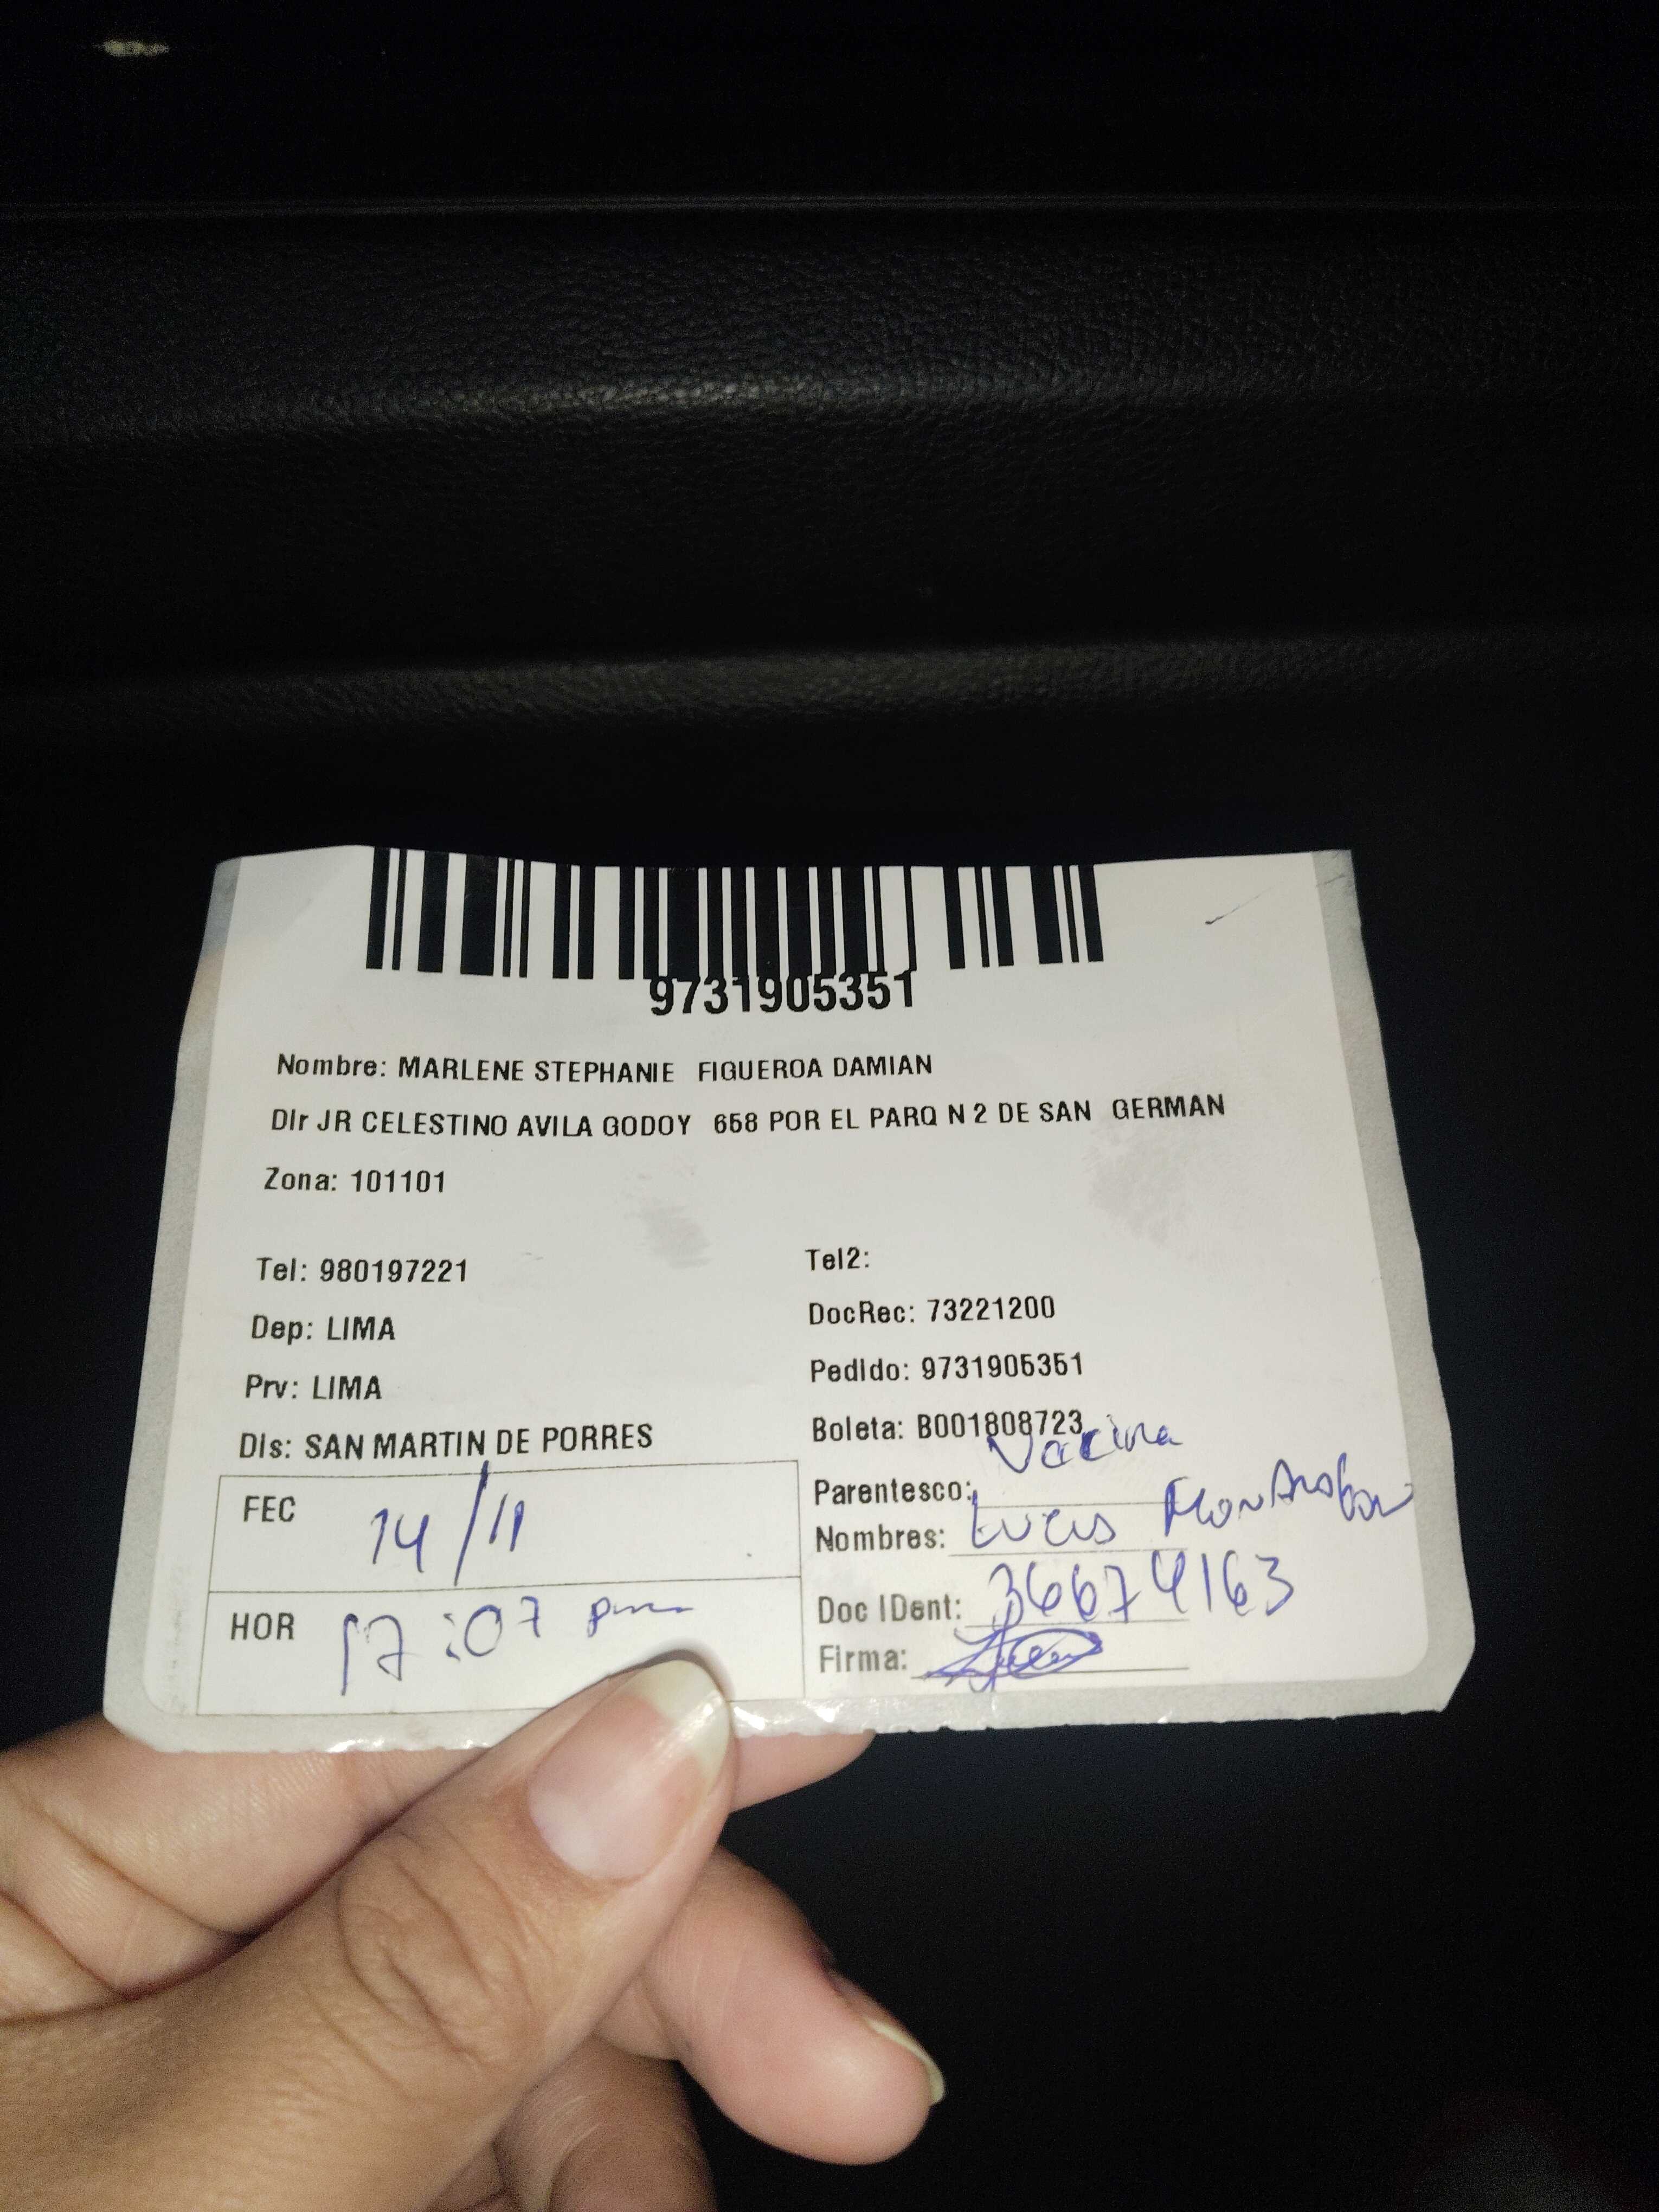 9731905351
Nombre: MARLENE STEPHANIE FIGUEROA DAMIAN
Dir JR CELESTINO AVILA GODOY 658 POR EL PARQ N 2 DE SAN GERMAN
Zona: 101101
Tel: 980197221
Tel2:
Dep: LIMA
DocRec: 73221200
Prv: LIMA
Pedido: 9731905351
Dis: SAN MARTIN DE PORRES
Boleta: B001808723
FEC 14/11
Parentesco: Vecina
Nombres:
HOR 17:07 pm
Doc IDent: 36674163
Firma: